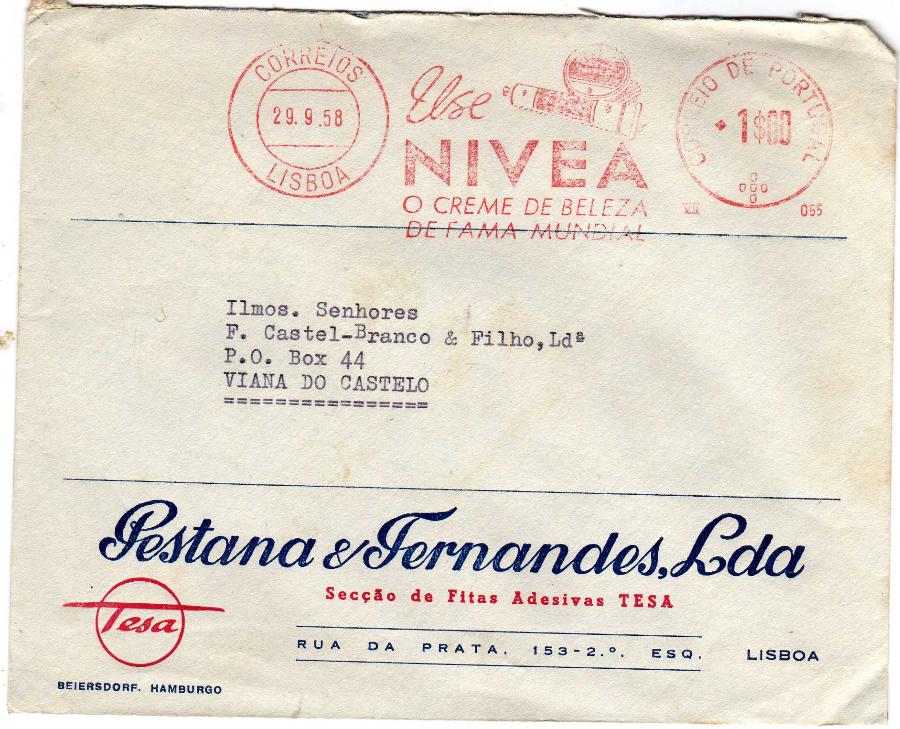 CORREIOS
29.9.58
LISBOA
Use
NIVEA
O CREME DE BELEZA
DE FAMA MUNDIAL
CORREIO DE PORTUGAL
1$00
055
Ilmos. Senhores
F. Castel-Branco & Filho, Ldª
P.O. Box 44
VIANA DO CASTELO
================
Pestana & Fernandes, Lda
Secção de Fitas Adesivas TESA
Tesa
RUA DA PRATA, 153-2.º. ESQ. LISBOA
BEIERSDORF. HAMBURGO